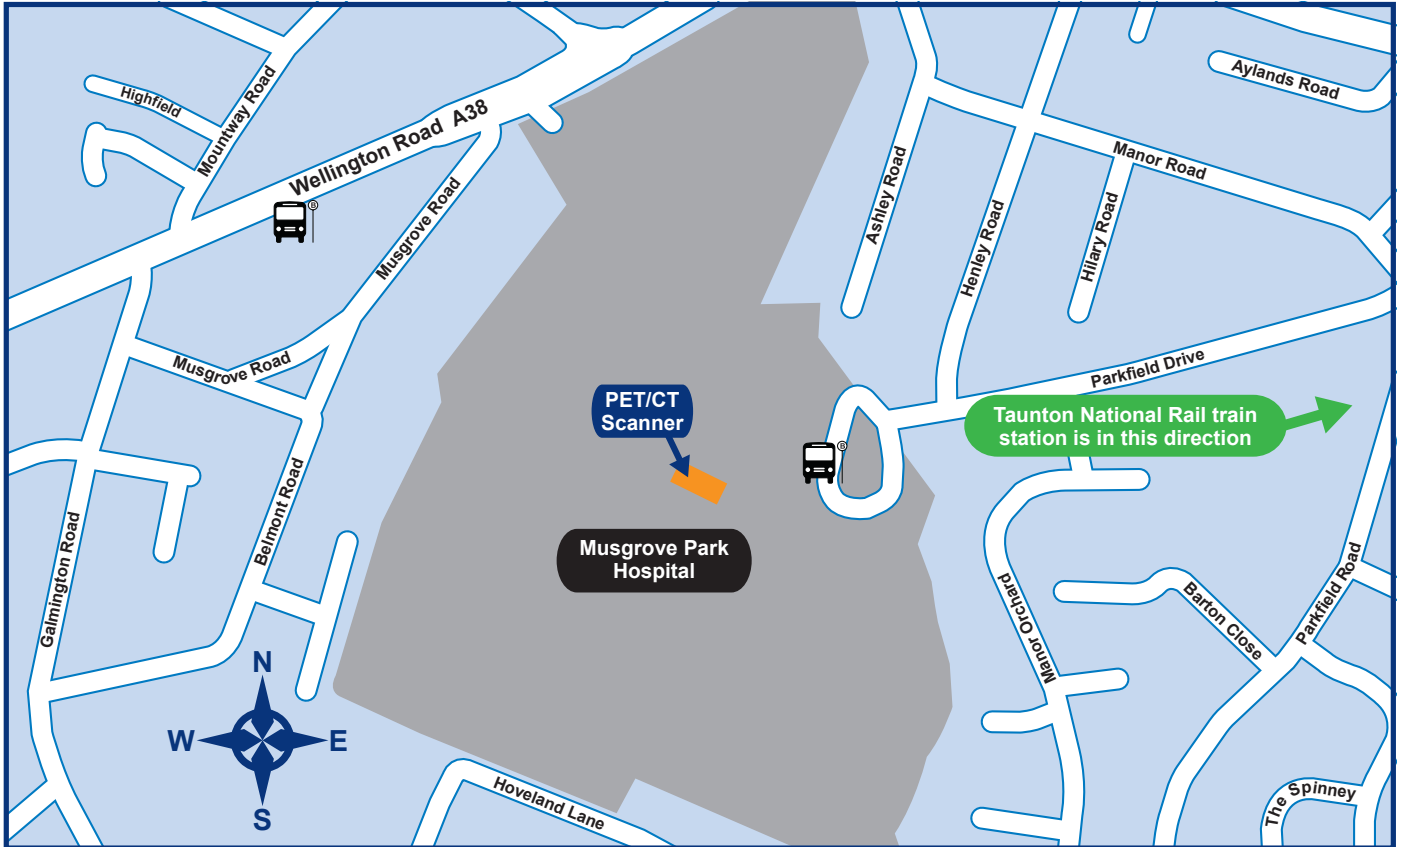 Aylands Road
Highfield
Mountway Road
Wellington Road A38
Manor Road
Ashley Road
Musgrove Road
Hilary Road
Henley Road
B
Musgrove Road
Parkfield Drive
PET/CT
Scanner
Taunton National Rail train
station is in this direction
B
Belmont Road
Galmington Road
Musgrove Park
Hospital
Manor Orchard
Barton Close
Parkfield Road
N
W
E
S
Hoveland Lane
The Spinney